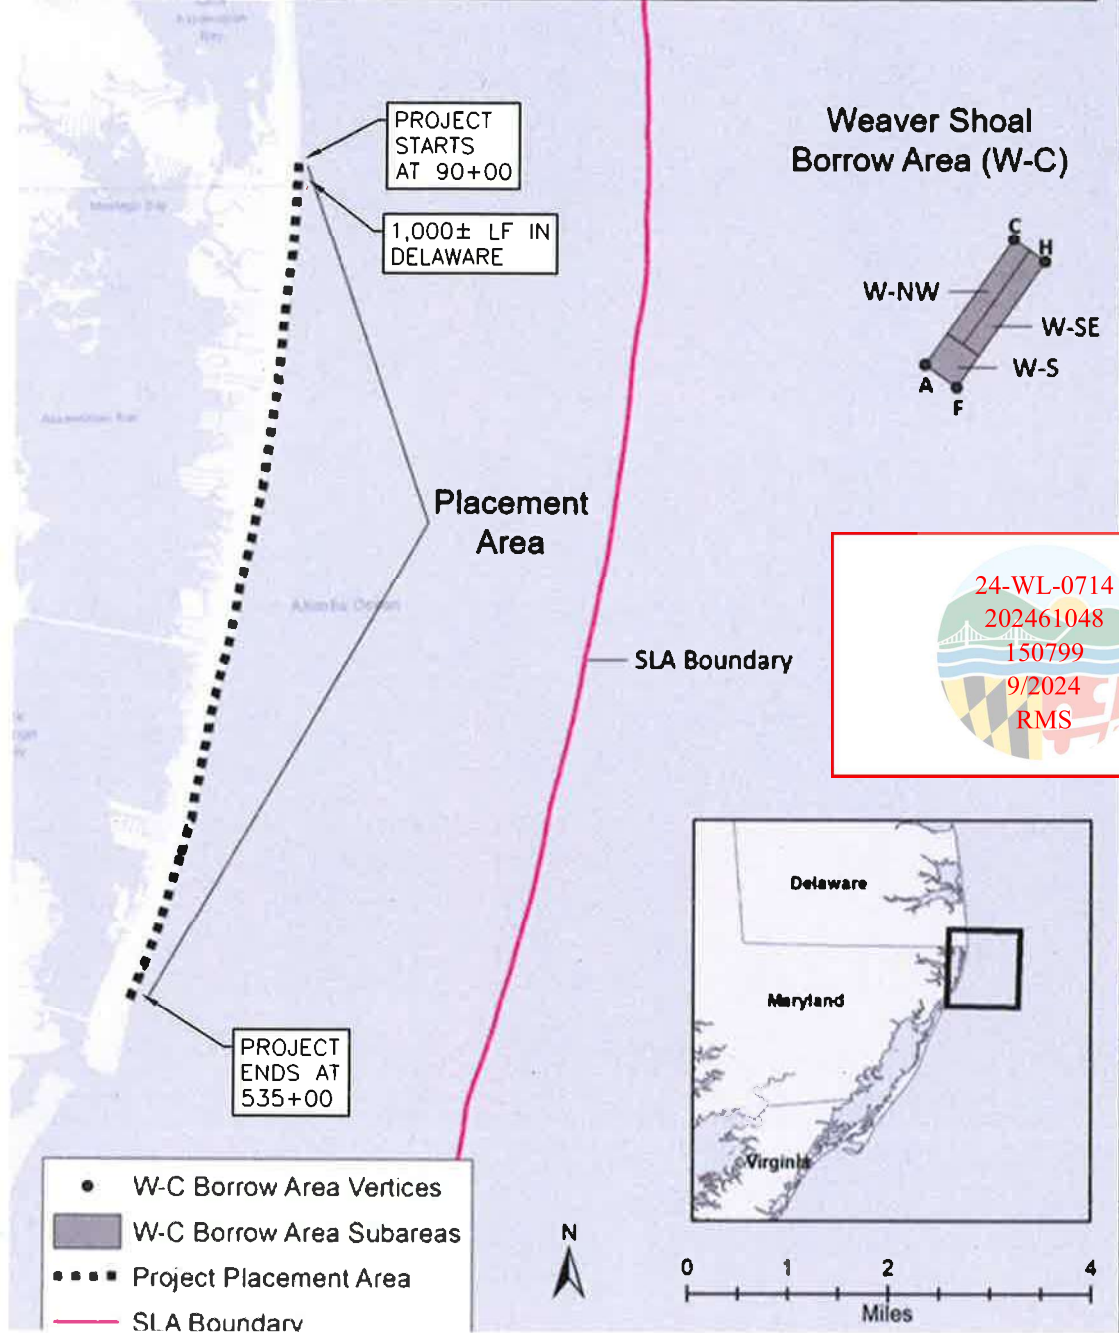 PROJECT
STARTS
AT 90+00
1,000± LF IN
DELAWARE
Weaver Shoal
Borrow Area (W-C)
C
H
W-NW
W-SE
W-S
A
F
Placement
Area
Atlantic Ocean
SLA Boundary
24-WL-0714
202461048
150799
9/2024
RMS
PROJECT
ENDS AT
535+00
Delaware
Maryland
Virginia
W-C Borrow Area Vertices
W-C Borrow Area Subareas
Project Placement Area
SLA Boundary
N
0 1 2 4
Miles